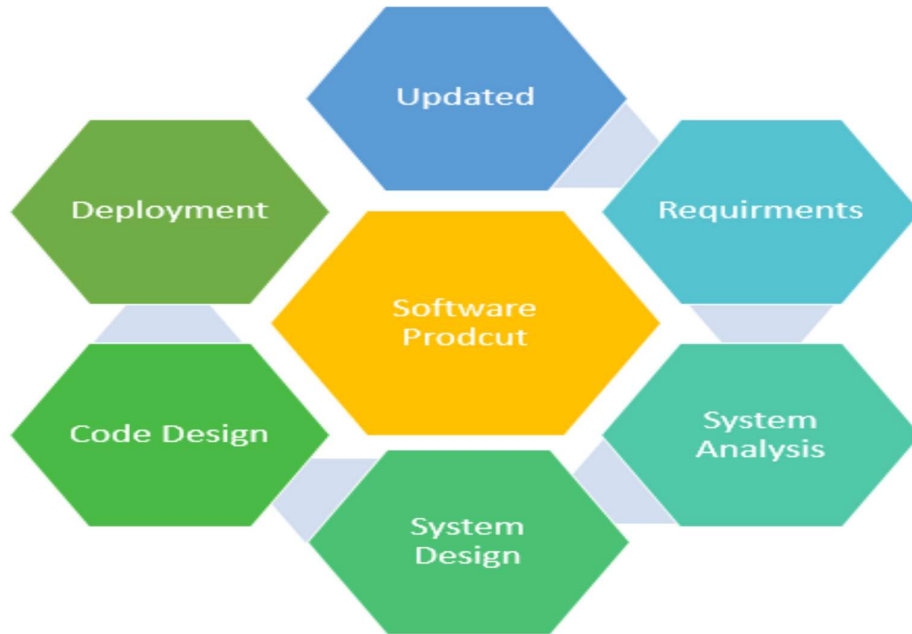 Updated
Deployment
Requirments
Software
Prodcut
Code Design
System
Analysis
System
Design